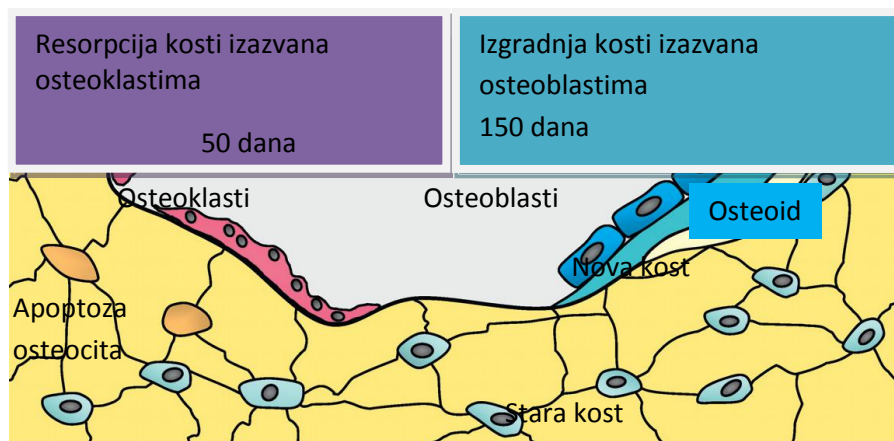 Resorpcija kosti izazvana
osteoklastima
50 dana
Izgradnja kosti izazvana
osteoblastima
150 dana
Osteoklasti
Osteoblasti
Osteoid
Nova kost
Apoptoza
osteocita
Stara kost